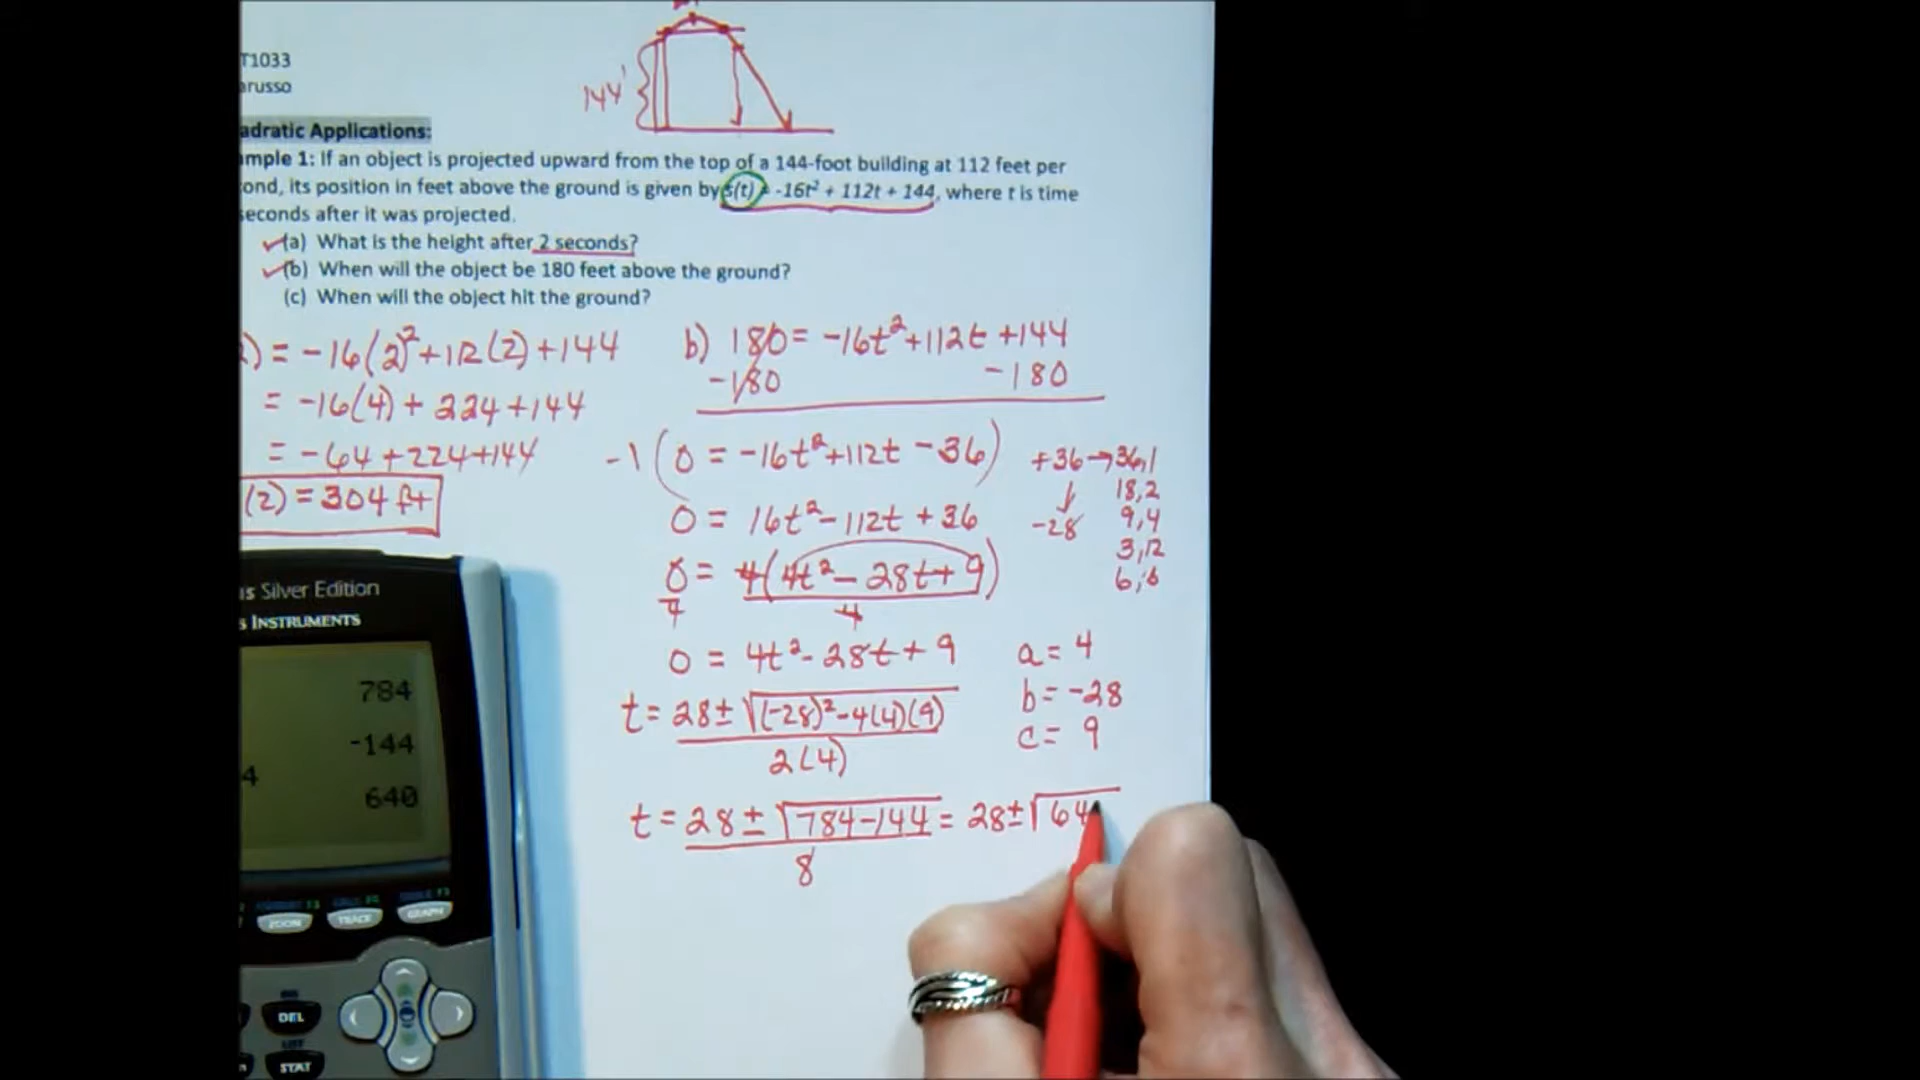 144'
T1033
arusso
adratic Applications:
mple 1: If an object is projected upward from the top of a 144-foot building at 112 feet per
ond, its position in feet above the ground is given by s(t) = -16t² + 112t + 144, where t is time
seconds after it was projected.
(a) What is the height after 2 seconds?
(b) When will the object be 180 feet above the ground?
(c) When will the object hit the ground?
) = -16(2)² + 112(2) + 144
= -16(4) + 224 + 144
= -64 + 224 + 144
(2) = 304 ft
b) 180 = -16t² + 112t + 144
-180 -180
-1 (0 = -16t² + 112t - 36)
0 = 16t² - 112t + 36
0 = 4(4t² - 28t + 9)
4 4
0 = 4t² - 28t + 9
t = 28 ± √(-28)² - 4(4)(9)
2(4)
t = 28 ± √784 - 144 = 28 ± √64
8
+36 → 36,1
18,2
-28 9,4
3,12
6,6
a = 4
b = -28
c = 9
us Silver Edition
S INSTRUMENTS
784
-144
4
640
ZOOM
TRACE
GRAPH
DEL
STAT